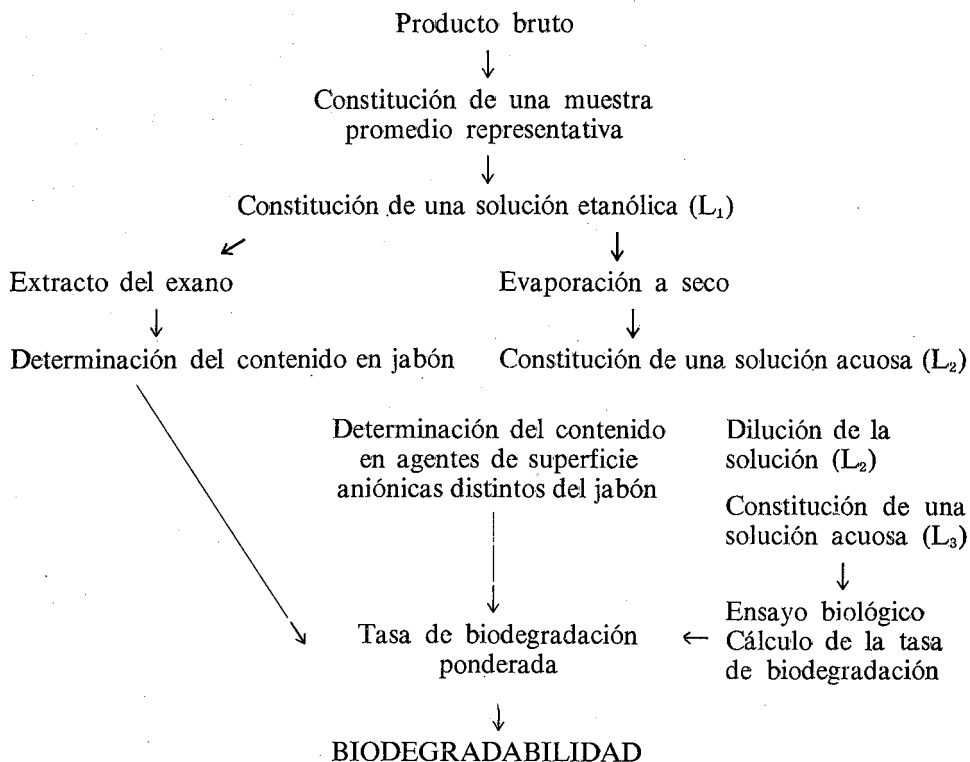 Producto bruto
↓
Constitución de una muestra
promedio representativa
↓
Constitución de una solución etanólica (L₁)
↙ ↓
Extracto del exano Evaporación a seco
↓ ↓
Determinación del contenido en jabón Constitución de una solución acuosa (L₂)
Determinación del contenido
en agentes de superficie
aniónicas distintos del jabón
Dilución de la
solución (L₂)
Constitución de una
solución acuosa (L₃)
↓
Ensayo biológico
Cálculo de la tasa
de biodegradación
←
Tasa de biodegradación
ponderada
↓
BIODEGRADABILIDAD